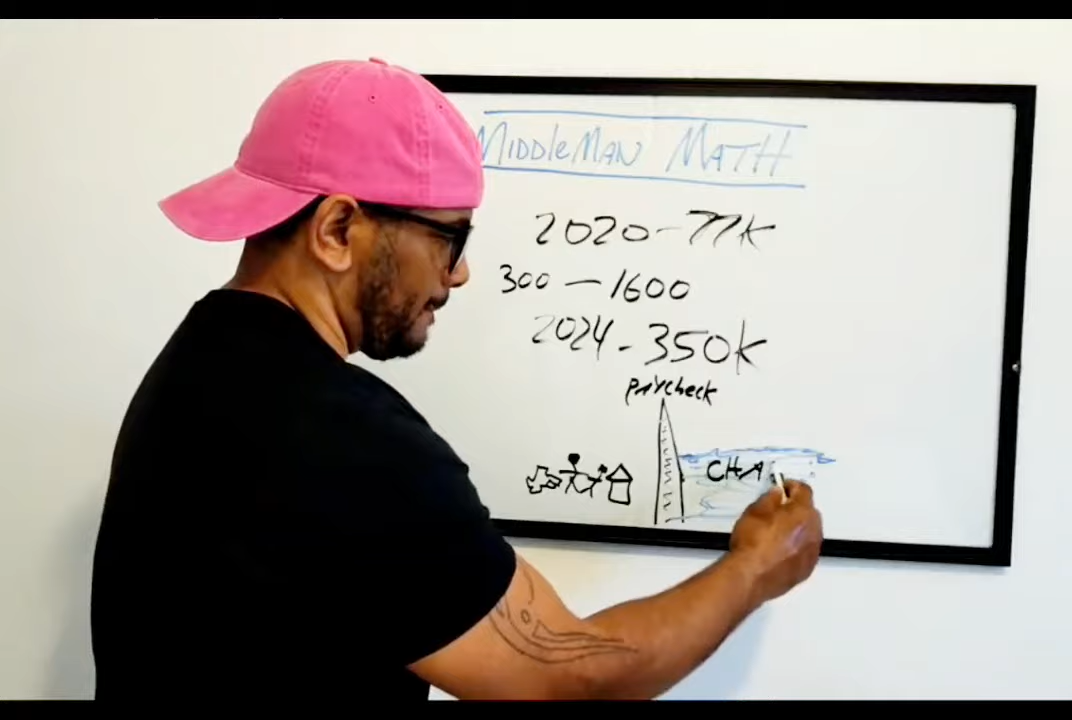 MIDDLEMAN MATH
2020-77K
300 - 1600
2024-350K
PAYCHECK
CHA